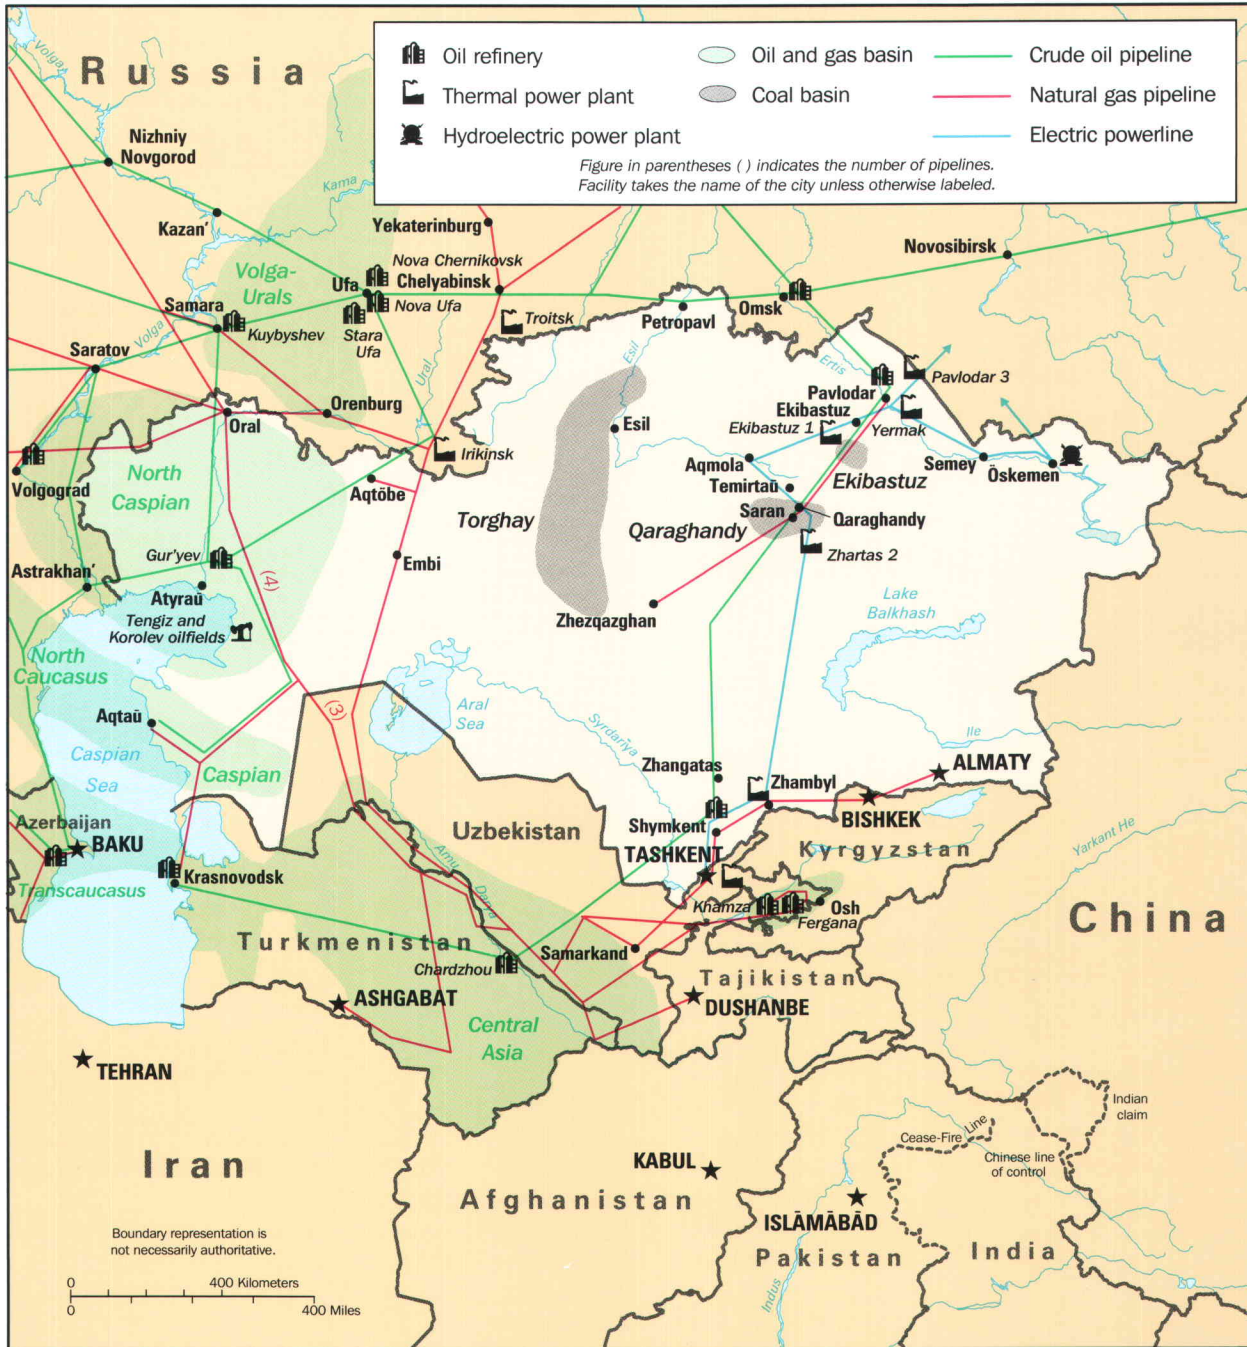 Russia
Oil refinery
Thermal power plant
Hydroelectric power plant
Oil and gas basin
Coal basin
Crude oil pipeline
Natural gas pipeline
Electric powerline
Figure in parentheses ( ) indicates the number of pipelines.
Facility takes the name of the city unless otherwise labeled.
Volga
Nizhniy
Novgorod
Kama
Kazan'
Yekaterinburg
Nova Chernikovsk
Chelyabinsk
Novosibirsk
Volga-
Urals
Ufa
Nova Ufa
Samara
Kuybyshev
Stara
Ufa
Troitsk
Petropavl
Omsk
Volga
Saratov
Ural
Esil
Ertis
Pavlodar 3
Pavlodar
Orenburg
Oral
Esil
Ekibastuz
Ekibastuz 1
Yermak
Irikinsk
Volgograd
North
Caspian
Aqtöbe
Aqmola
Temirtaū
Ekibastuz
Semey
Öskemen
Torghay
Saran
Qaraghandy
Qaraghandy
Gur'yev
Embi
Zhartas 2
Astrakhan'
Atyraū
(4)
Tengiz and
Korolev oilfields
Zhezqazghan
Lake
Balkhash
North
Caucasus
Aqtaū
(3)
Aral
Sea
Syrdariya
Ile
Caspian
Sea
Caspian
Zhangatas
Zhambyl
ALMATY
Azerbaijan
BAKU
Uzbekistan
Shymkent
BISHKEK
TASHKENT
Kyrgyzstan
Yarkant He
Transcaucasus
Krasnovodsk
Amu
Darya
Khamza
Osh
Fergana
China
Turkmenistan
Chardzhou
Samarkand
Tajikistan
ASHGABAT
DUSHANBE
Central
Asia
TEHRAN
Indian
claim
Cease-Fire Line
Chinese line
of control
Iran
KABUL
Afghanistan
ISLĀMĀBĀD
Pakistan
India
Indus
Boundary representation is
not necessarily authoritative.
0 400 Kilometers
0 400 Miles